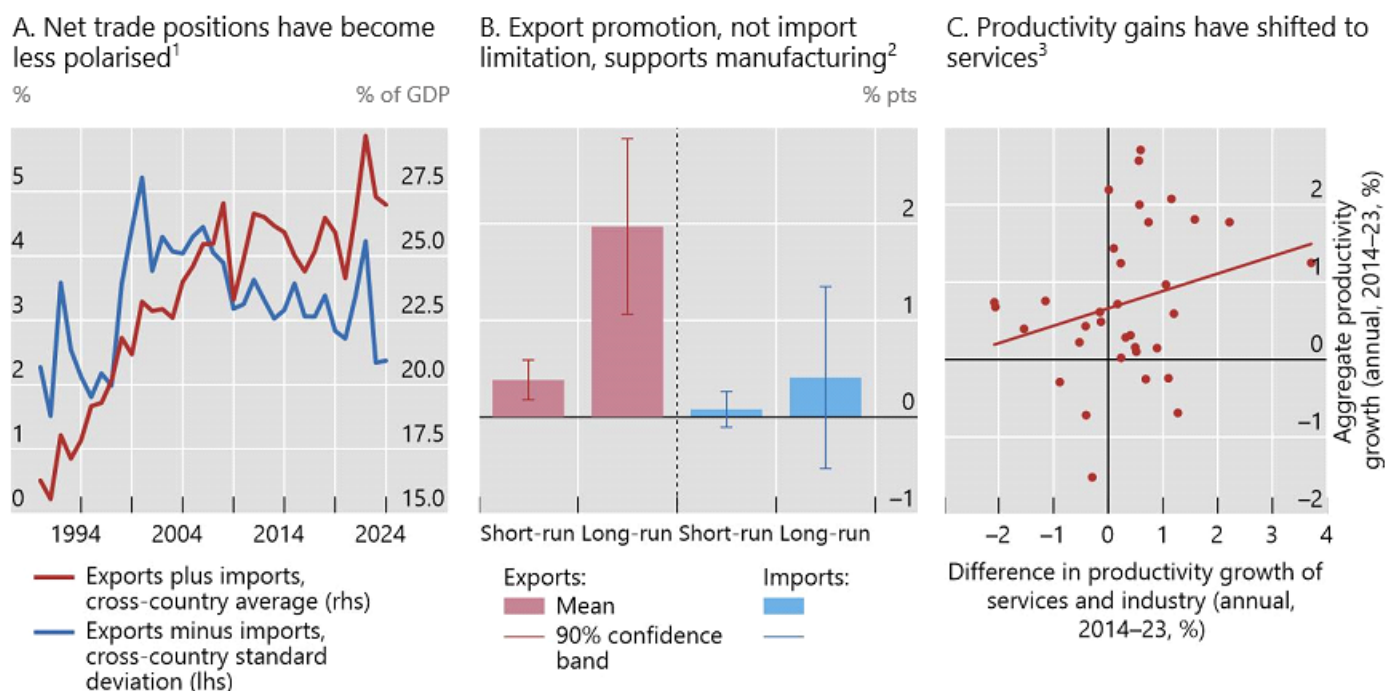 A. Net trade positions have become
less polarised¹
% % of GDP
5 27.5
4 25.0
3 22.5
2 20.0
1 17.5
0 15.0
1994 2004 2014 2024
Exports plus imports,
cross-country average (rhs)
Exports minus imports,
cross-country standard
deviation (lhs)
B. Export promotion, not import
limitation, supports manufacturing²
% pts
2
1
0
–1
Short-run Long-run Short-run Long-run
Exports: Imports:
Mean
90% confidence
band
C. Productivity gains have shifted to
services³
2
1
0
–1
–2
Aggregate productivity
growth (annual, 2014–23, %)
–2 –1 0 1 2 3 4
Difference in productivity growth of
services and industry (annual,
2014–23, %)